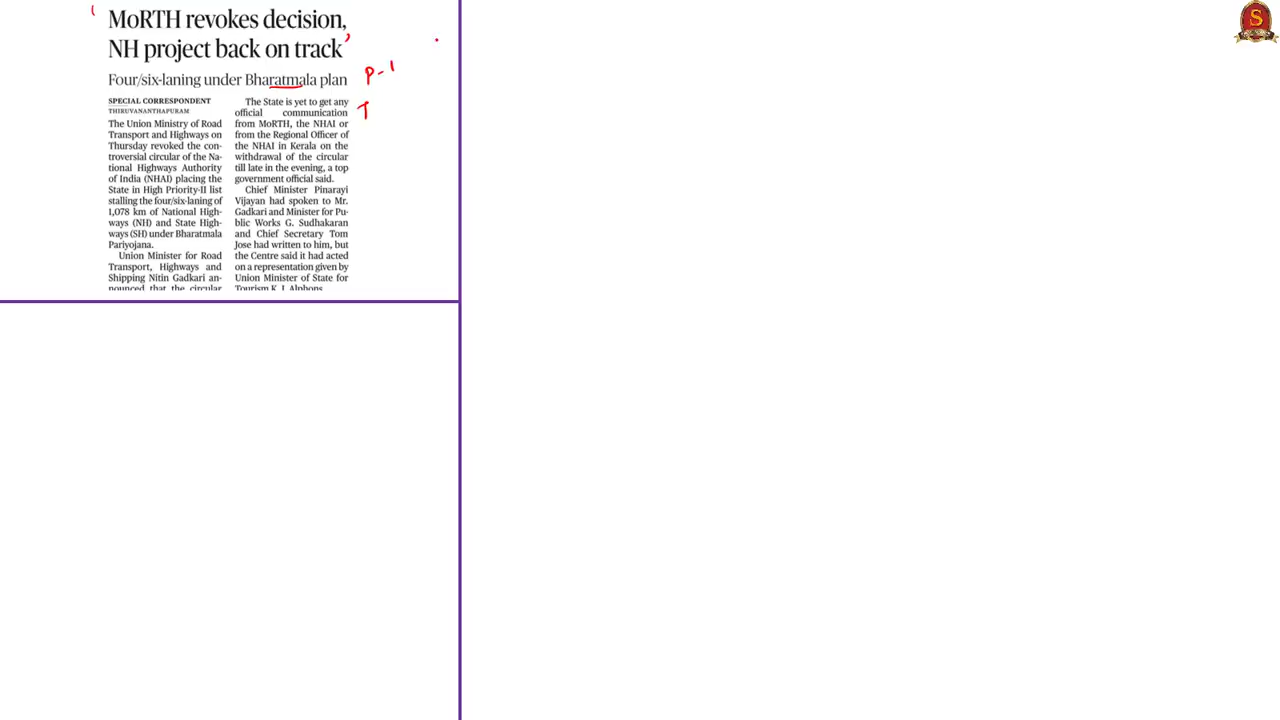 MoRTH revokes decision,
NH project back on track
Four/six-laning under Bharatmala plan
P-1
SPECIAL CORRESPONDENT
THIRUVANANTHAPURAM
The Union Ministry of Road
Transport and Highways on
Thursday revoked the con-
troversial circular of the Na-
tional Highways Authority
of India (NHAI) placing the
State in High Priority-II list
stalling the four/six-laning of
1,078 km of National High-
ways (NH) and State High-
ways (SH) under Bharatmala
Pariyojana.
Union Minister for Road
Transport, Highways and
Shipping Nitin Gadkari an-
nounced that the circular
The State is yet to get any
official communication
from MoRTH, the NHAI or
from the Regional Officer of
the NHAI in Kerala on the
withdrawal of the circular
till late in the evening, a top
government official said.
Chief Minister Pinarayi
Vijayan had spoken to Mr.
Gadkari and Minister for Pu-
blic Works G. Sudhakaran
and Chief Secretary Tom
Jose had written to him, but
the Centre said it had acted
on a representation given by
Union Minister of State for
Tourism K.J. Alphons
S